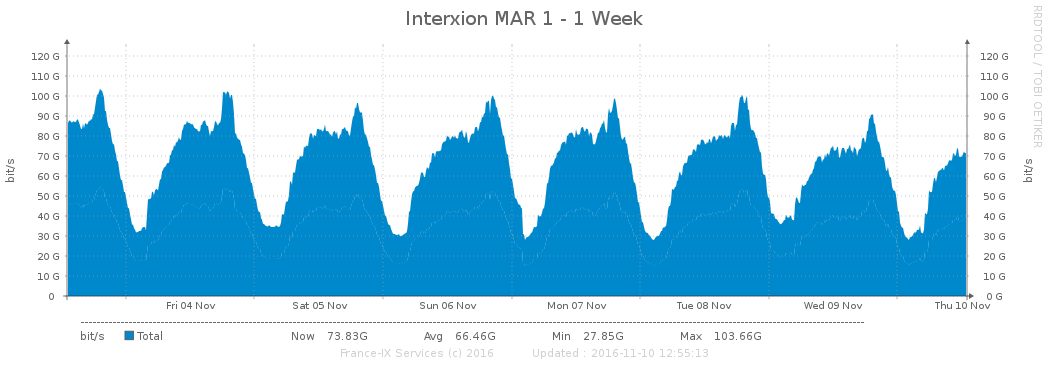 Interxion MAR 1 - 1 Week
RRDTOOL / TOBI OETIKER
120 G 120 G
110 G 110 G
100 G 100 G
90 G 90 G
80 G 80 G
70 G 70 G
60 G 60 G
50 G 50 G
40 G 40 G
30 G 30 G
20 G 20 G
10 G 10 G
0 0 G
bit/s bit/s
Fri 04 Nov Sat 05 Nov Sun 06 Nov Mon 07 Nov Tue 08 Nov Wed 09 Nov Thu 10 Nov
bit/s Total Now 73.83G Avg 66.46G Min 27.85G Max 103.66G
France-IX Services (c) 2016 Updated : 2016-11-10 12:55:13